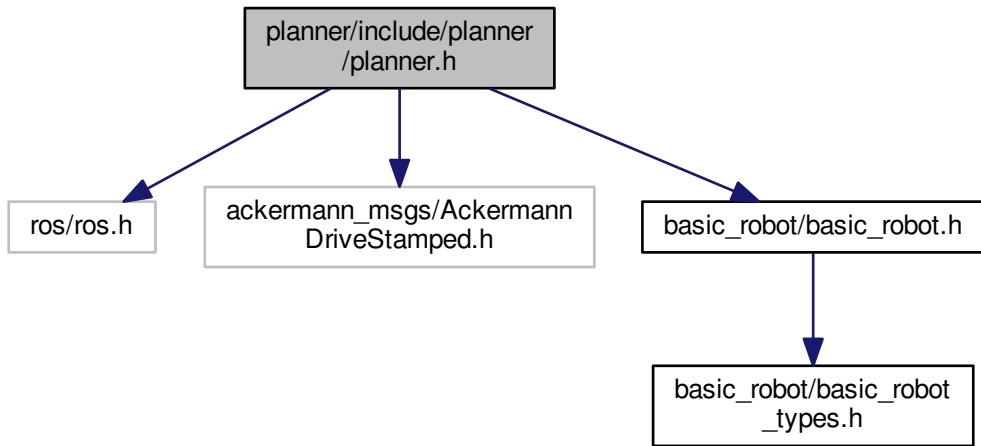 planner/include/planner
/planner.h
ros/ros.h
ackermann_msgs/Ackermann
DriveStamped.h
basic_robot/basic_robot.h
basic_robot/basic_robot
_types.h